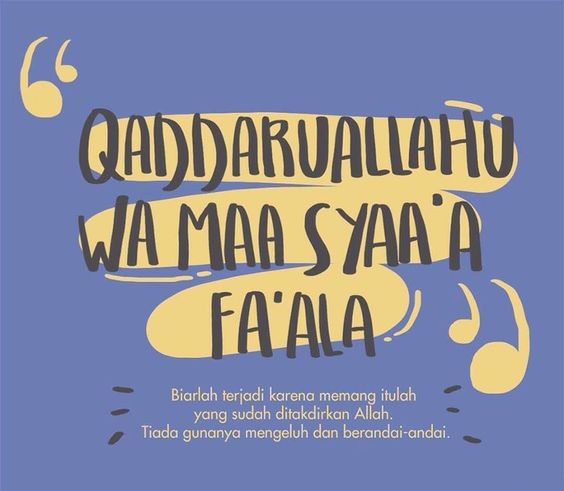 QADDARUALLAHU
WA MAA SYAA'A
FA'ALA
Biarlah terjadi karena memang itulah
yang sudah ditakdirkan Allah.
Tiada gunanya mengeluh dan berandai-andai.